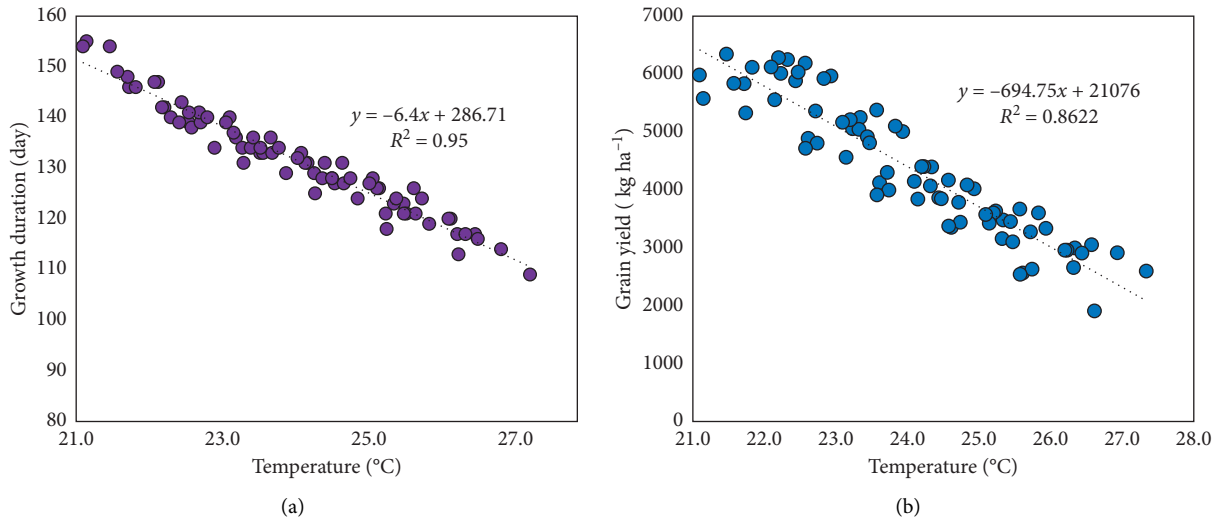 160
150
140
130
120
110
100
90
80
Growth duration (day)
y = –6.4x + 286.71
R² = 0.95
21.0 23.0 25.0 27.0
Temperature (°C)
(a)
7000
6000
5000
4000
3000
2000
1000
0
Grain yield ( kg ha⁻¹)
y = –694.75x + 21076
R² = 0.8622
21.0 22.0 23.0 24.0 25.0 26.0 27.0 28.0
Temperature (°C)
(b)